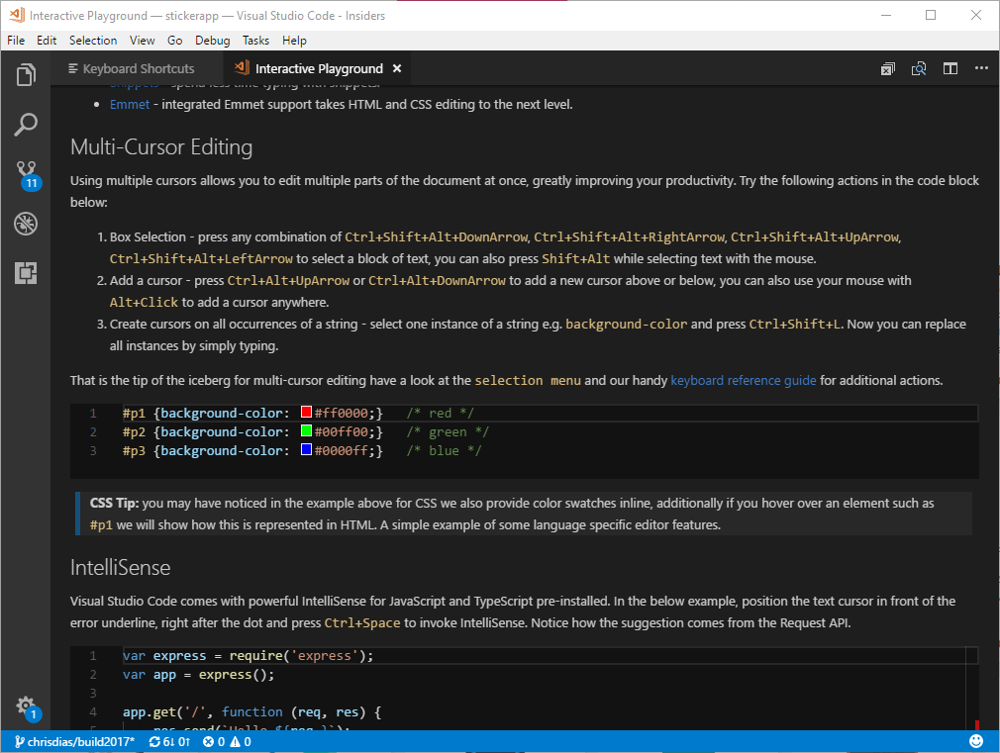 Interactive Playground — stickerapp — Visual Studio Code - Insiders
File Edit Selection View Go Debug Tasks Help
Keyboard Shortcuts Interactive Playground
Snippets - spend less time typing with snippets.
• Emmet - integrated Emmet support takes HTML and CSS editing to the next level.
Multi-Cursor Editing
Using multiple cursors allows you to edit multiple parts of the document at once, greatly improving your productivity. Try the following actions in the code block
below:
1. Box Selection - press any combination of Ctrl+Shift+Alt+DownArrow, Ctrl+Shift+Alt+RightArrow, Ctrl+Shift+Alt+UpArrow,
Ctrl+Shift+Alt+LeftArrow to select a block of text, you can also press Shift+Alt while selecting text with the mouse.
2. Add a cursor - press Ctrl+Alt+UpArrow or Ctrl+Alt+DownArrow to add a new cursor above or below, you can also use your mouse with
Alt+Click to add a cursor anywhere.
3. Create cursors on all occurrences of a string - select one instance of a string e.g. background-color and press Ctrl+Shift+L. Now you can replace
all instances by simply typing.
That is the tip of the iceberg for multi-cursor editing have a look at the selection menu and our handy keyboard reference guide for additional actions.
1 #p1 {background-color: #ff0000;} /* red */
2 #p2 {background-color: #00ff00;} /* green */
3 #p3 {background-color: #0000ff;} /* blue */
11
CSS Tip: you may have noticed in the example above for CSS we also provide color swatches inline, additionally if you hover over an element such as
#p1 we will show how this is represented in HTML. A simple example of some language specific editor features.
IntelliSense
Visual Studio Code comes with powerful IntelliSense for JavaScript and TypeScript pre-installed. In the below example, position the text cursor in front of the
error underline, right after the dot and press Ctrl+Space to invoke IntelliSense. Notice how the suggestion comes from the Request API.
1 var express = require('express');
2 var app = express();
3
4 app.get('/', function (req, res) {
5 res.send(`Hello ${req.}`);
1
chrisdias/build2017* 6↓ 0↑ 0 0